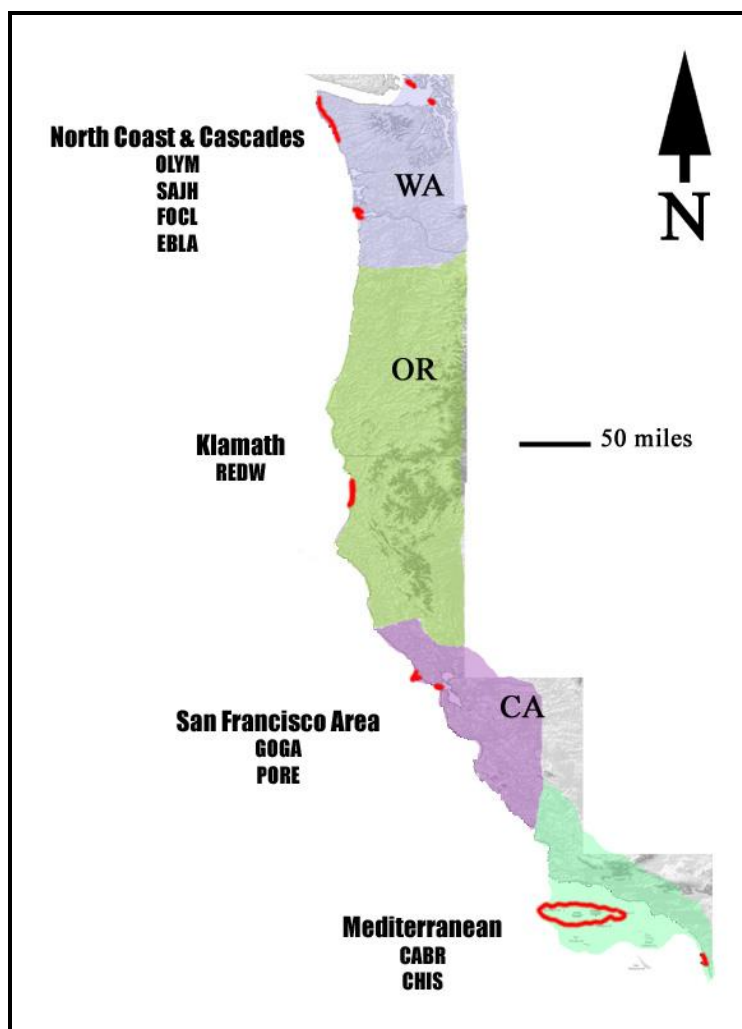 North Coast & Cascades
OLYM
SAJH
FOCL
EBLA
WA
N
OR
50 miles
Klamath
REDW
CA
San Francisco Area
GOGA
PORE
Mediterranean
CABR
CHIS